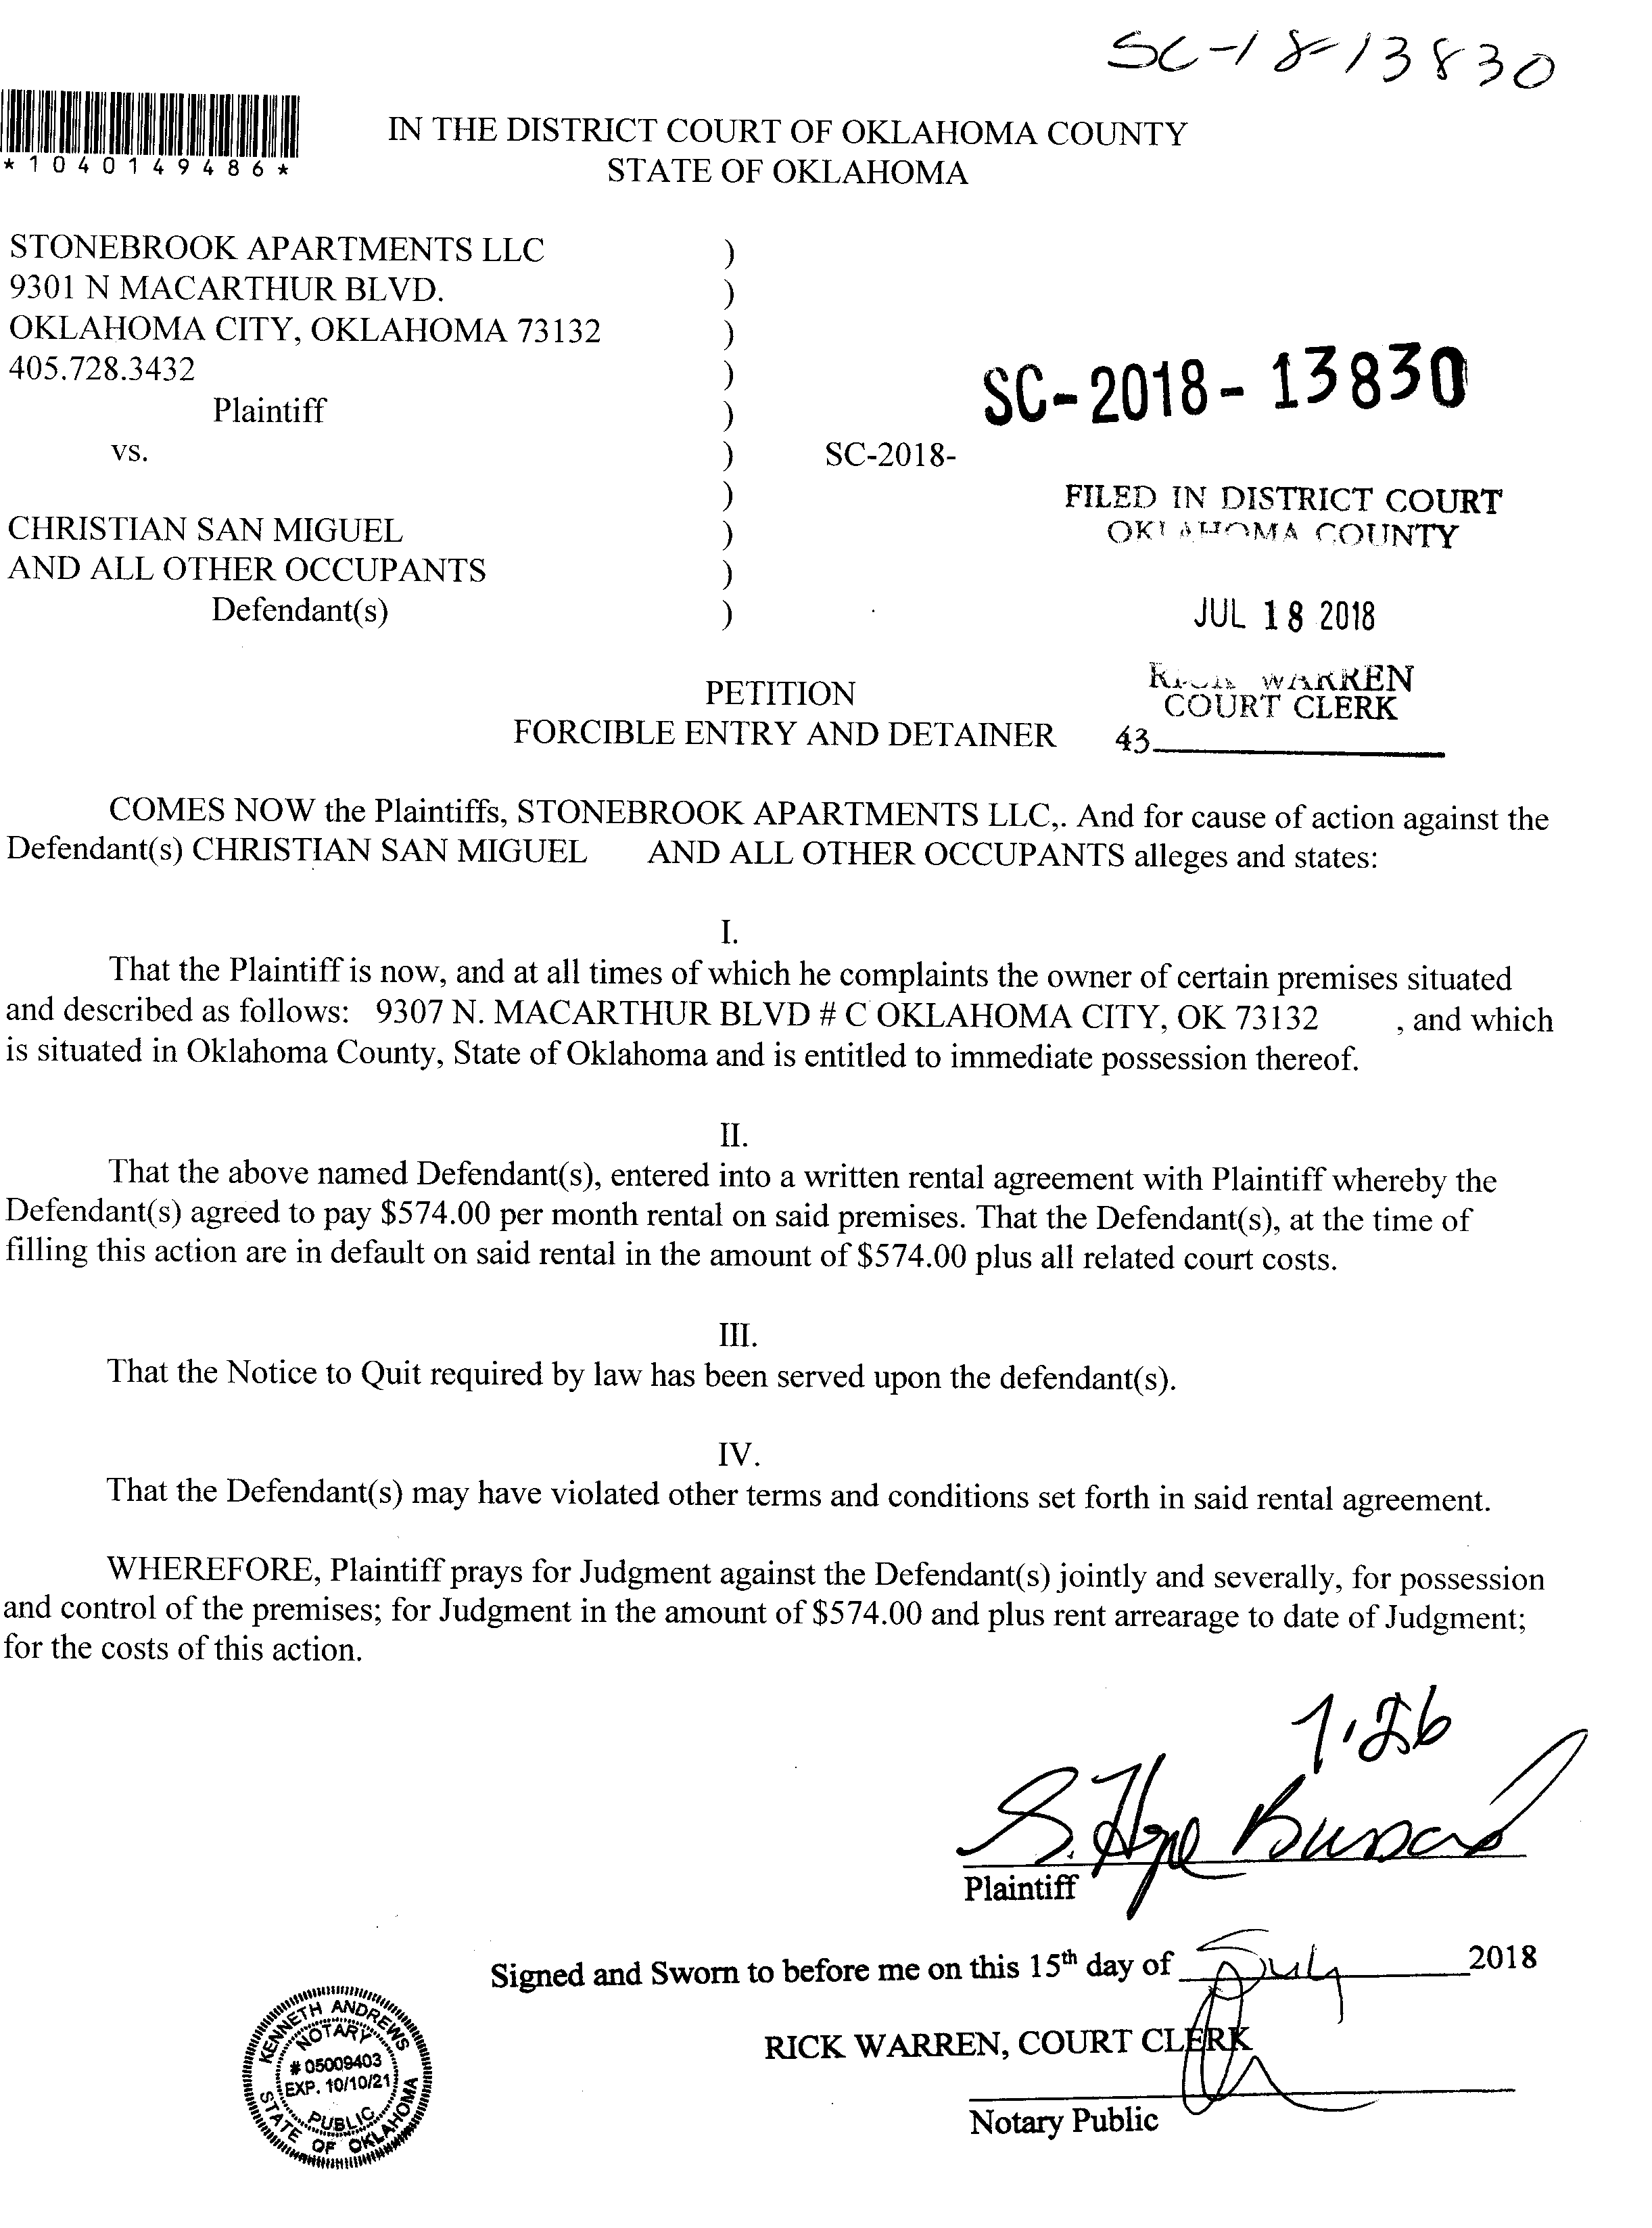 SC-18-13830
*1040149486*
IN THE DISTRICT COURT OF OKLAHOMA COUNTY
STATE OF OKLAHOMA
STONEBROOK APARTMENTS LLC )
9301 N MACARTHUR BLVD. )
OKLAHOMA CITY, OKLAHOMA 73132 )
405.728.3432 )
SC-2018-13830
Plaintiff )
vs. ) SC-2018-
)
FILED IN DISTRICT COURT
CHRISTIAN SAN MIGUEL )
OKLAHOMA COUNTY
AND ALL OTHER OCCUPANTS )
Defendant(s) )
JUL 18 2018
RICK WARREN
PETITION
COURT CLERK
FORCIBLE ENTRY AND DETAINER
43
COMES NOW the Plaintiffs, STONEBROOK APARTMENTS LLC,. And for cause of action against the
Defendant(s) CHRISTIAN SAN MIGUEL AND ALL OTHER OCCUPANTS alleges and states:
I.
That the Plaintiff is now, and at all times of which he complaints the owner of certain premises situated
and described as follows: 9307 N. MACARTHUR BLVD # C OKLAHOMA CITY, OK 73132 , and which
is situated in Oklahoma County, State of Oklahoma and is entitled to immediate possession thereof.
II.
That the above named Defendant(s), entered into a written rental agreement with Plaintiff whereby the
Defendant(s) agreed to pay $574.00 per month rental on said premises. That the Defendant(s), at the time of
filling this action are in default on said rental in the amount of $574.00 plus all related court costs.
III.
That the Notice to Quit required by law has been served upon the defendant(s).
IV.
That the Defendant(s) may have violated other terms and conditions set forth in said rental agreement.
WHEREFORE, Plaintiff prays for Judgment against the Defendant(s) jointly and severally, for possession
and control of the premises; for Judgment in the amount of $574.00 and plus rent arrearage to date of Judgment;
for the costs of this action.
7.26
S. Hope
Plaintiff
Signed and Sworn to before me on this 15th day of July 2018
RICK WARREN, COURT CLERK
Notary Public
KENNETH ANDREWS
NOTARY
# 05009403
EXP. 10/10/21
PUBLIC
STATE OF OKLAHOMA